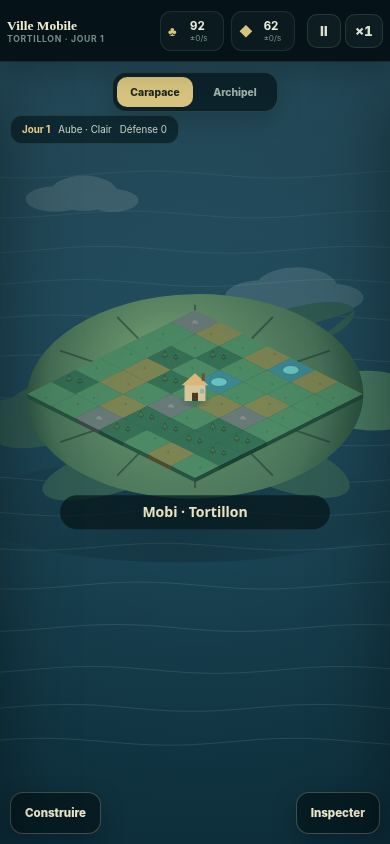 Ville Mobile
TORTILLON · JOUR 1
♣ 92 ±0/s
◆ 62 ±0/s
II
×1
Carapace Archipel
Jour 1 Aube · Clair Défense 0
Mobi · Tortillon
Construire Inspecter